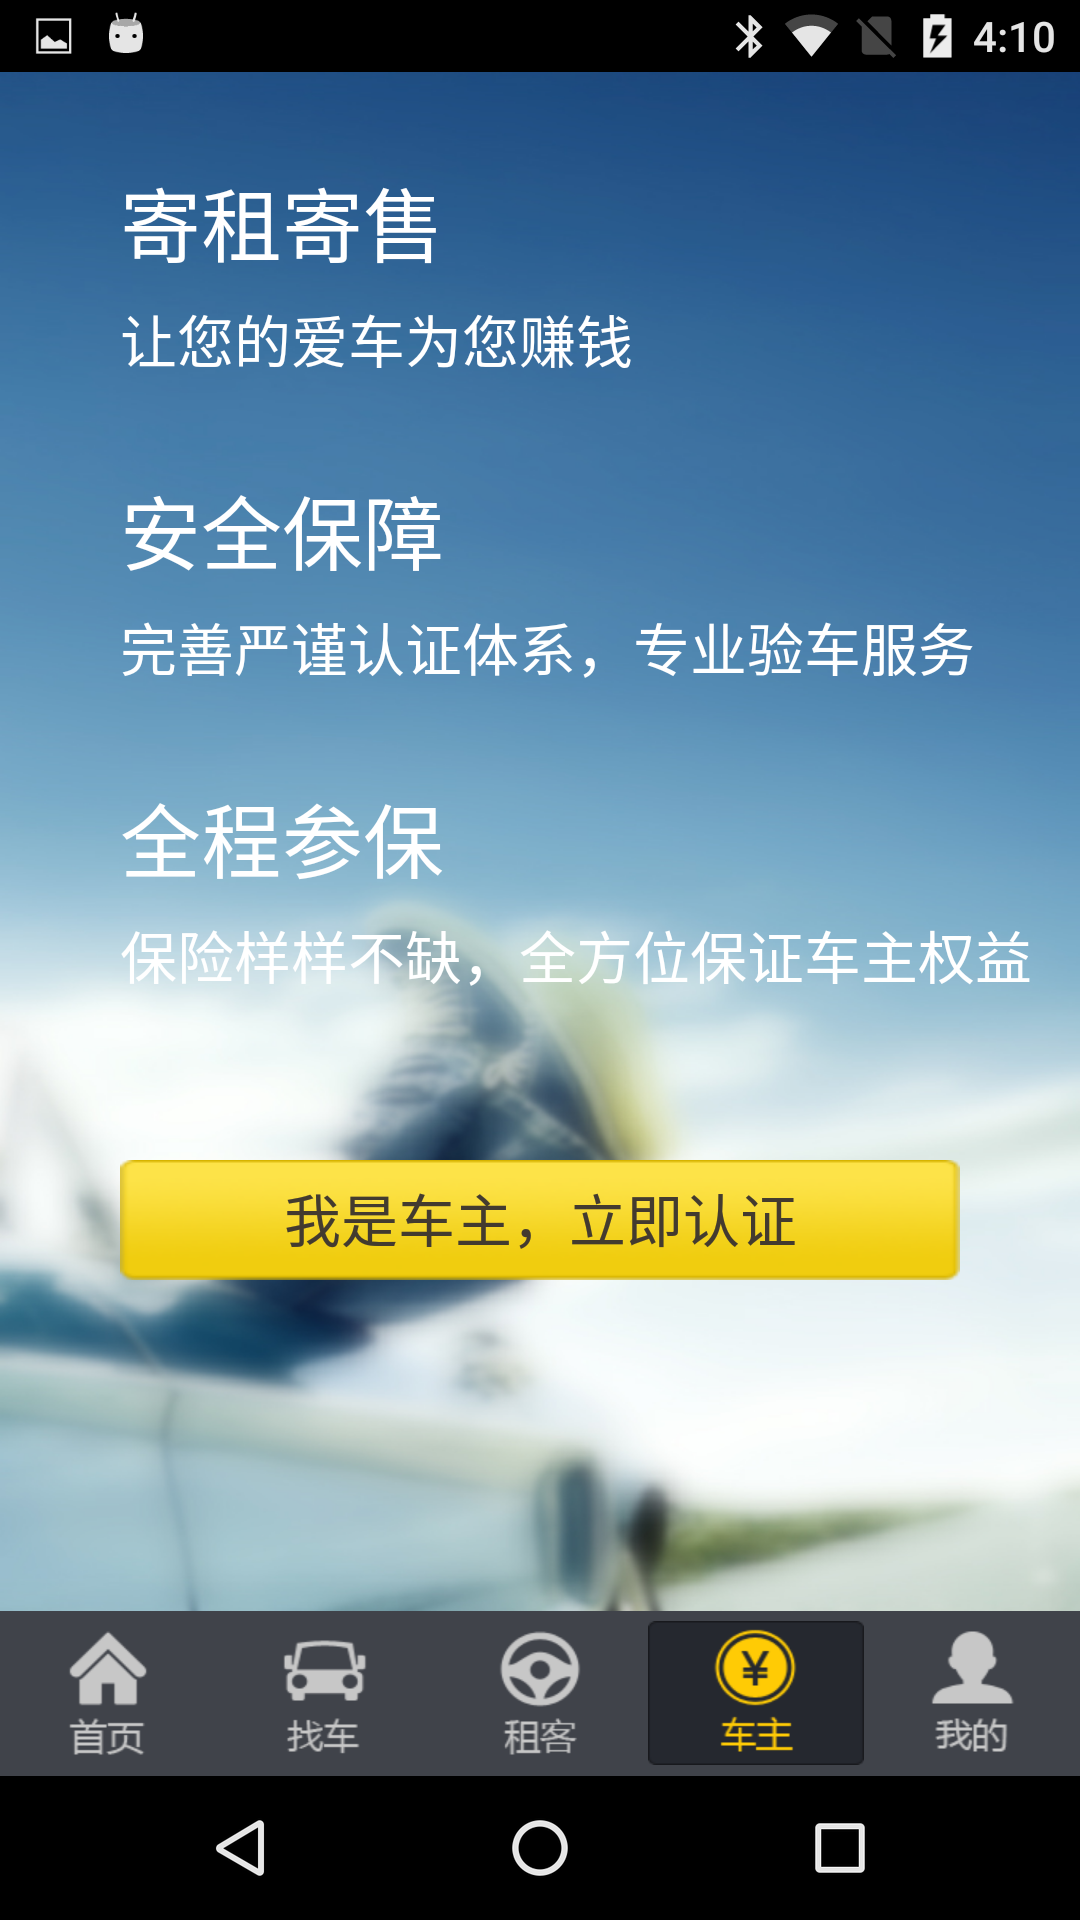 4:10
寄租寄售
让您的爱车为您赚钱
安全保障
完善严谨认证体系，专业验车服务
全程参保
保险样样不缺，全方位保证车主权益
我是车主，立即认证
¥
首页 找车 租客 车主 我的